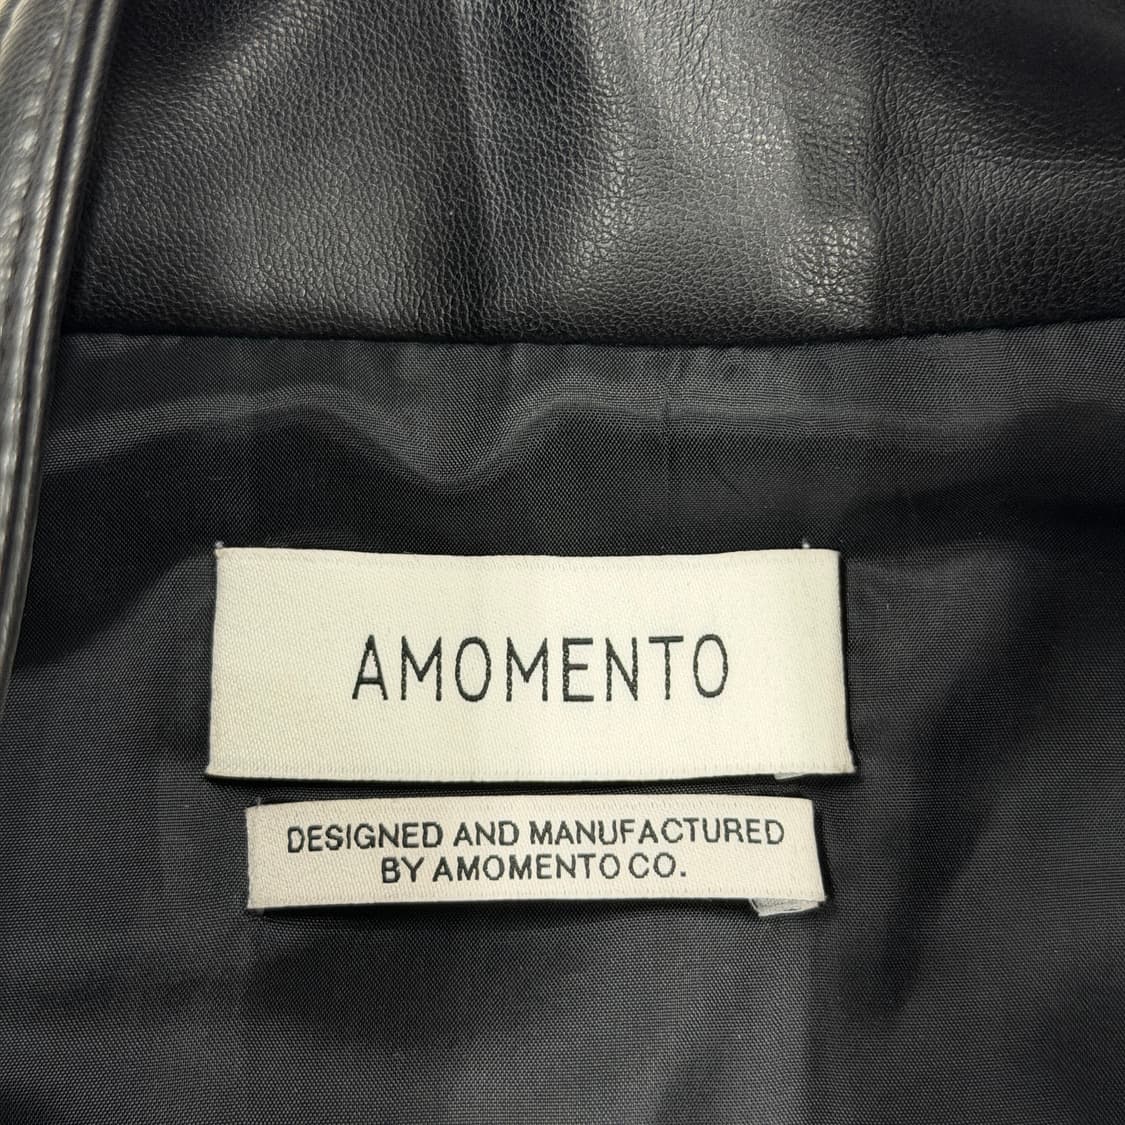 AMOMENTO
DESIGNED AND MANUFACTURED
BY AMOMENTO CO.